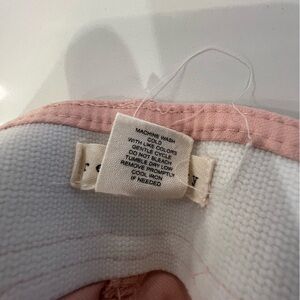 MACHINE WASH
COLD
WITH LIKE COLORS
GENTLE CYCLE
DO NOT BLEACH
TUMBLE DRY LOW
REMOVE PROMPTLY
COOL IRON
IF NEEDED